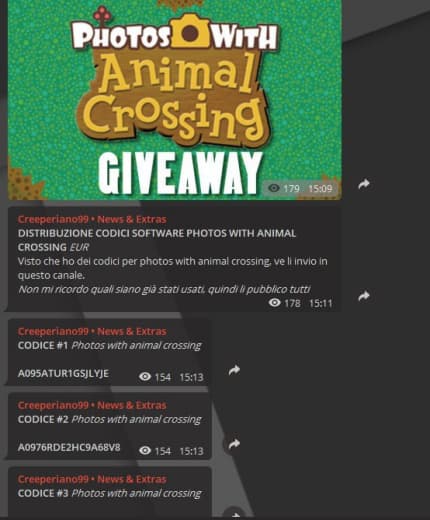 PHOTOS WITH
Animal
Crossing
GIVEAWAY
179 15:09
Creeperiano99 • News & Extras
DISTRIBUZIONE CODICI SOFTWARE PHOTOS WITH ANIMAL
CROSSING EUR
Visto che ho dei codici per photos with animal crossing, ve li invio in
questo canale.
Non mi ricordo quali siano già stati usati, quindi li pubblico tutti
178 15:11
Creeperiano99 • News & Extras
CODICE #1 Photos with animal crossing
A095ATUR1GSJLYJE
154 15:13
Creeperiano99 • News & Extras
CODICE #2 Photos with animal crossing
A0976RDE2HC9A68V8
154 15:13
Creeperiano99 • News & Extras
CODICE #3 Photos with animal crossing